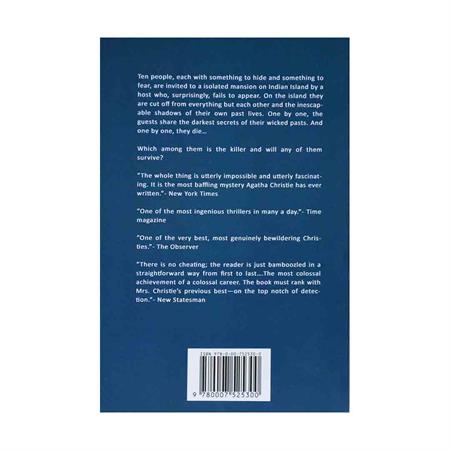 Ten people, each with something to hide and something to
fear, are invited to a isolated mansion on Indian Island by a
host who, surprisingly, fails to appear. On the island they
are cut off from everything but each other and the inescap-
able shadows of their own past lives. One by one, the
guests share the darkest secrets of their wicked pasts. And
one by one, they die...
Which among them is the killer and will any of them
survive?
"The whole thing is utterly impossible and utterly fascinat-
ing. It is the most baffling mystery Agatha Christie has ever
written."- New York Times
"One of the most ingenious thrillers in many a day."- Time
magazine
"One of the very best, most genuinely bewildering Chris-
ties."- The Observer
"There is no cheating; the reader is just bamboozled in a
straightforward way from first to last....The most colossal
achievement of a colossal career. The book must rank with
Mrs. Christie's previous best—on the top notch of detec-
tion."- New Statesman
ISBN 978-0-00-752530-0
9 780007 525300